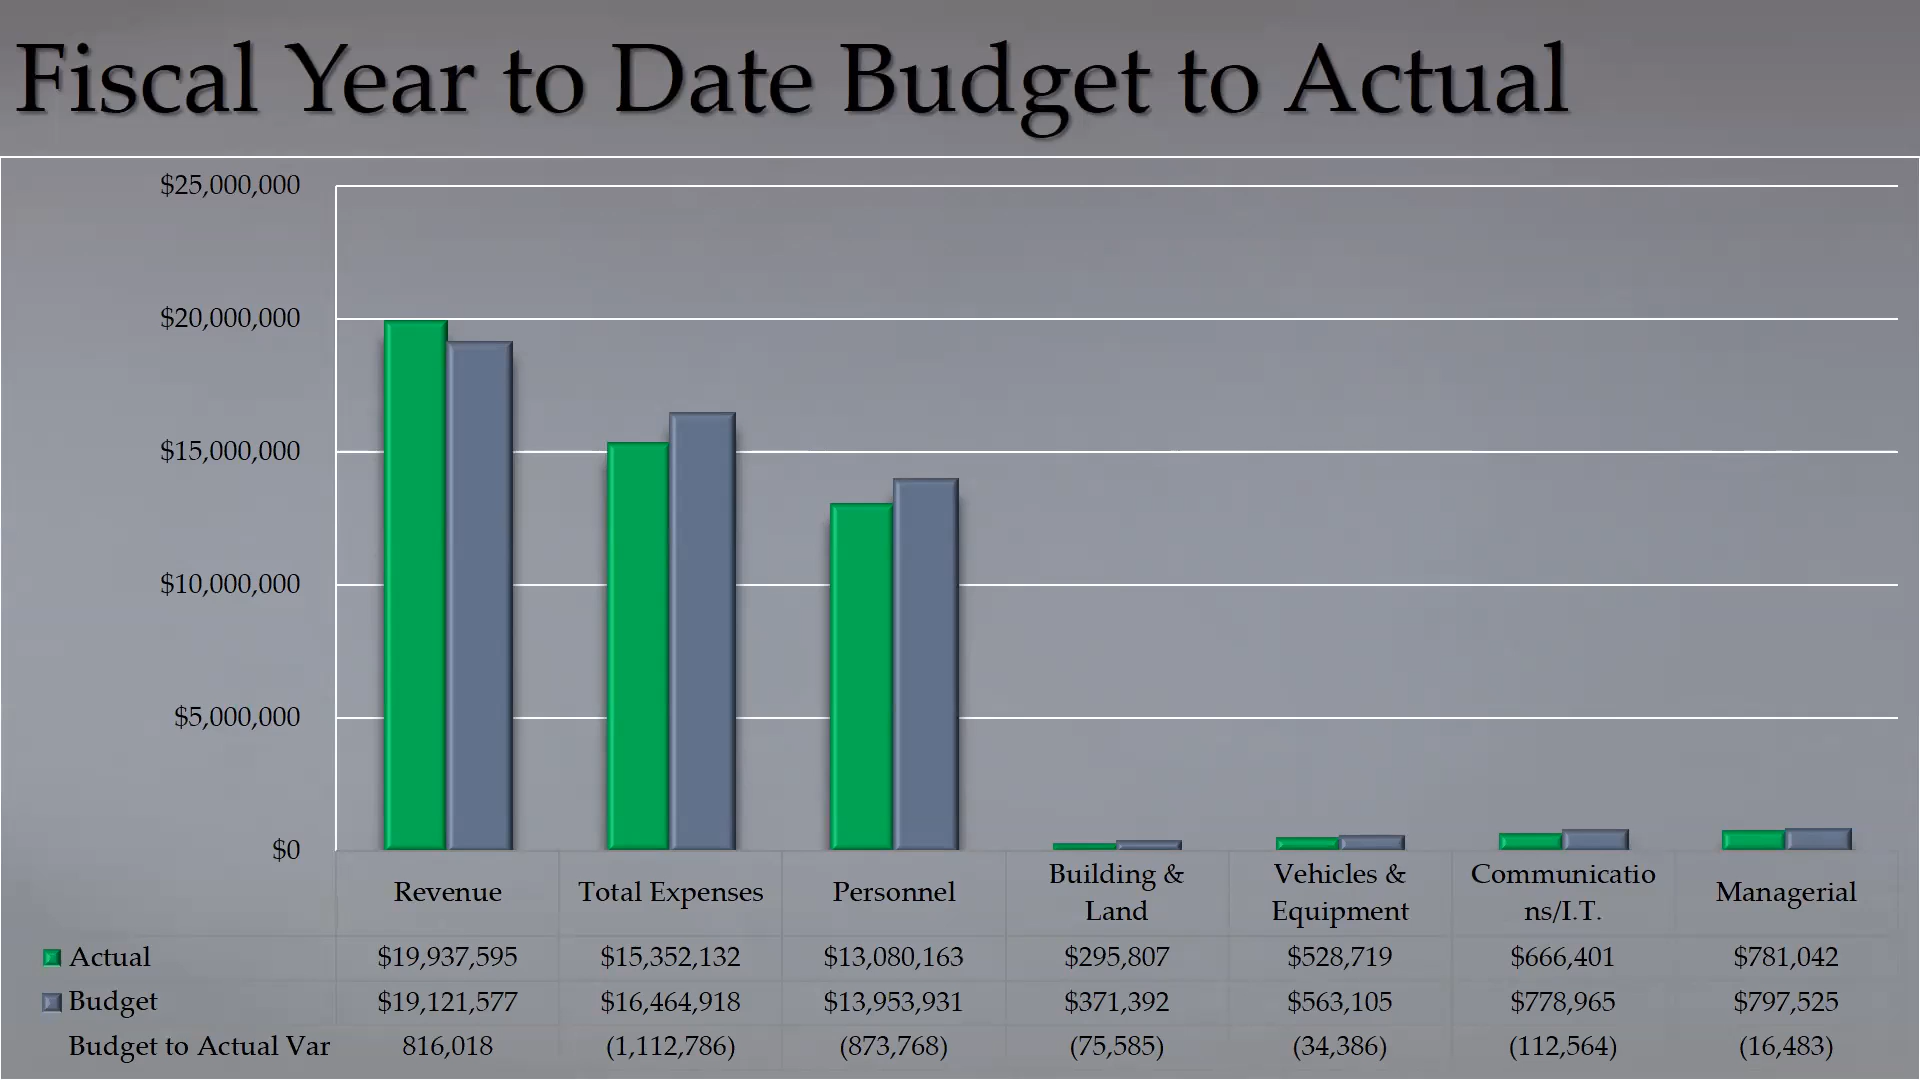 Fiscal Year to Date Budget to Actual
$25,000,000
$20,000,000
$15,000,000
$10,000,000
$5,000,000
$0
Revenue Total Expenses Personnel Building & Land Vehicles & Equipment Communicatio ns/I.T. Managerial
Actual $19,937,595 $15,352,132 $13,080,163 $295,807 $528,719 $666,401 $781,042
Budget $19,121,577 $16,464,918 $13,953,931 $371,392 $563,105 $778,965 $797,525
Budget to Actual Var 816,018 (1,112,786) (873,768) (75,585) (34,386) (112,564) (16,483)